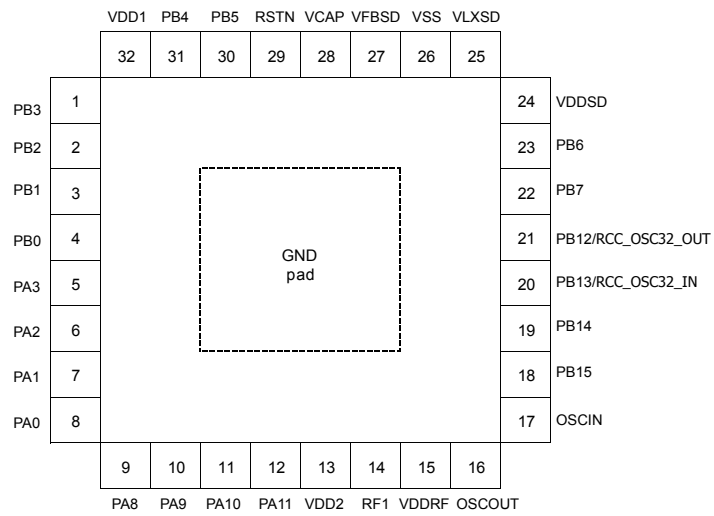 VDD1 PB4 PB5 RSTN VCAP VFBSD VSS VLXSD
32 31 30 29 28 27 26 25
PB3 1 24 VDDSD
PB2 2 23 PB6
PB1 3 22 PB7
PB0 4 21 PB12/RCC_OSC32_OUT
GND
pad
PA3 5 20 PB13/RCC_OSC32_IN
PA2 6 19 PB14
PA1 7 18 PB15
PA0 8 17 OSCIN
9 10 11 12 13 14 15 16
PA8 PA9 PA10 PA11 VDD2 RF1 VDDRF OSCOUT